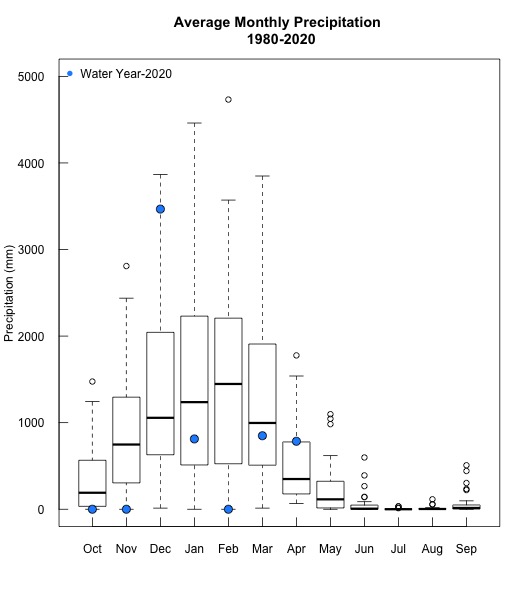 Average Monthly Precipitation
1980-2020
Water Year-2020
Precipitation (mm)
5000
4000
3000
2000
1000
0
Oct Nov Dec Jan Feb Mar Apr May Jun Jul Aug Sep